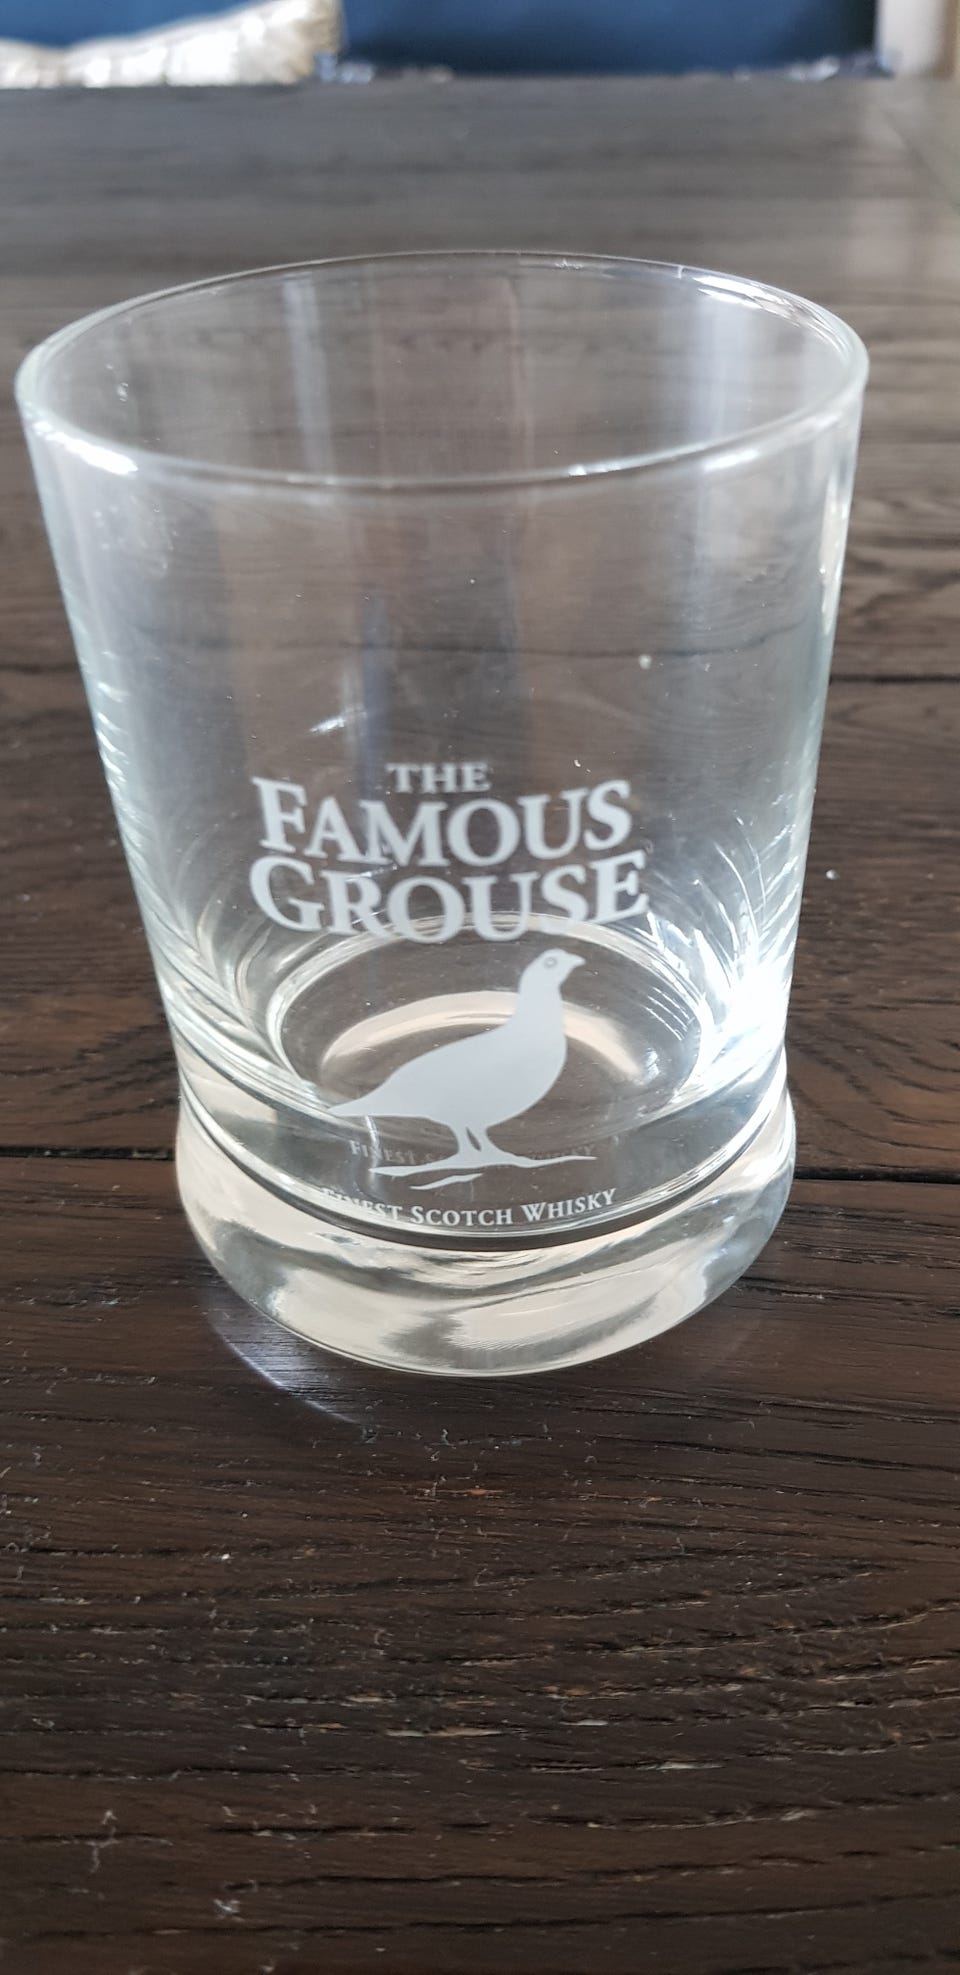 THE
FAMOUS
GROUSE
FINEST SCOTCH WHISKY